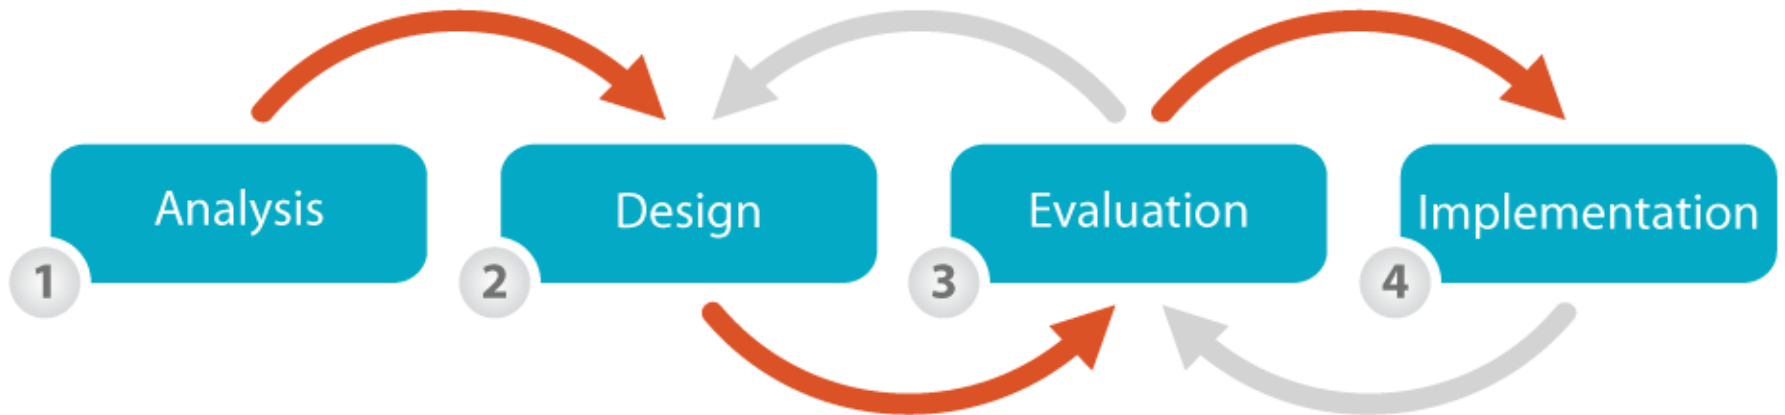 Analysis
1
Design
2
Evaluation
3
Implementation
4